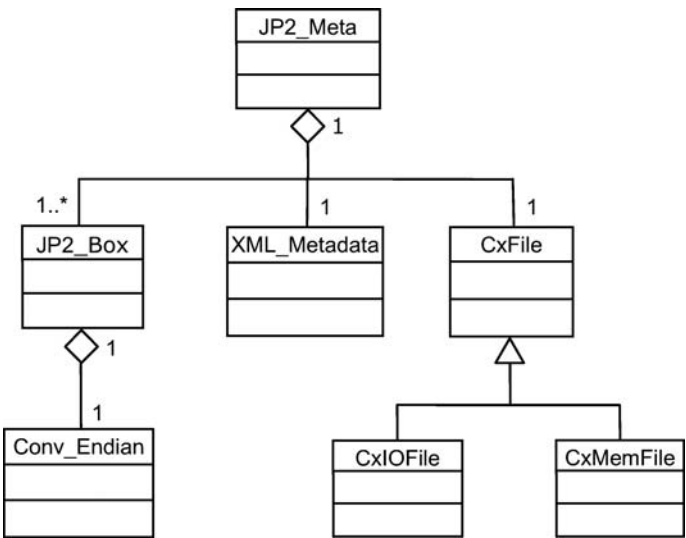 JP2_Meta
1
1..*
1
1
JP2_Box
XML_Metadata
CxFile
1
1
Conv_Endian
CxIOFile
CxMemFile